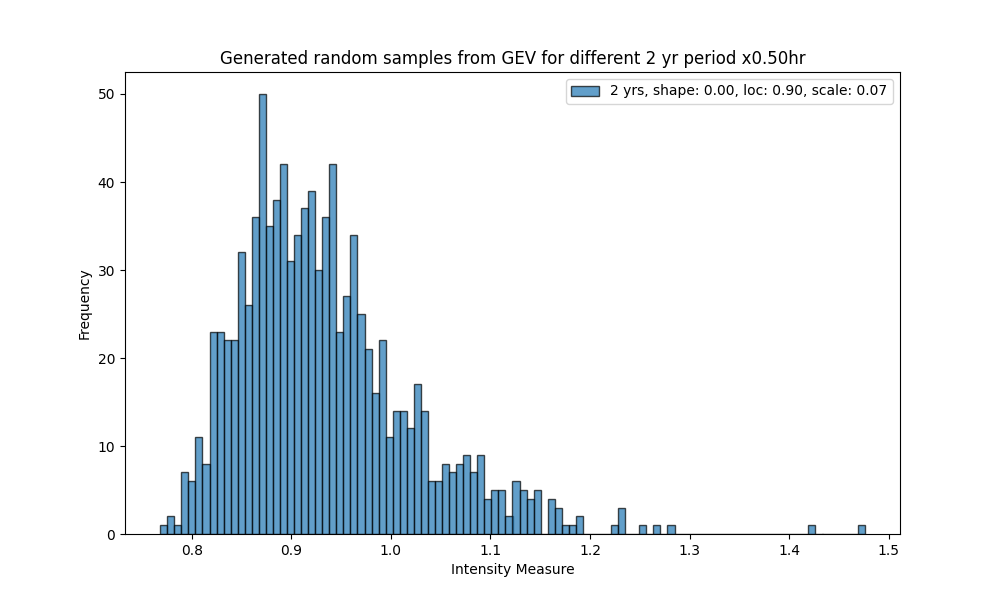 Generated random samples from GEV for different 2 yr period x0.50hr
2 yrs, shape: 0.00, loc: 0.90, scale: 0.07
50
40
30
20
10
0
Frequency
0.8 0.9 1.0 1.1 1.2 1.3 1.4 1.5
Intensity Measure